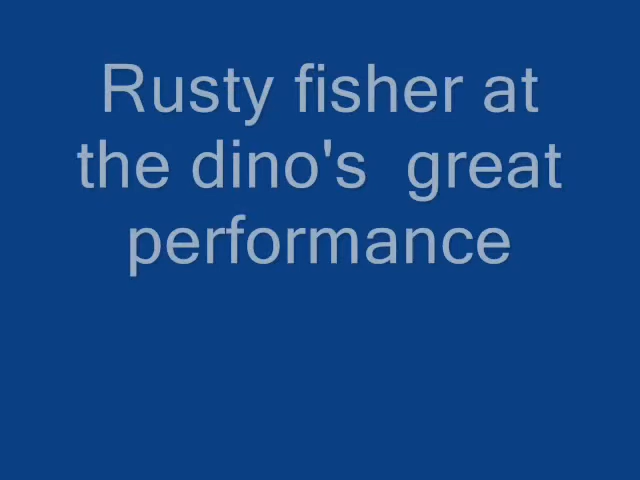 Rusty fisher at
the dino's  great
performance